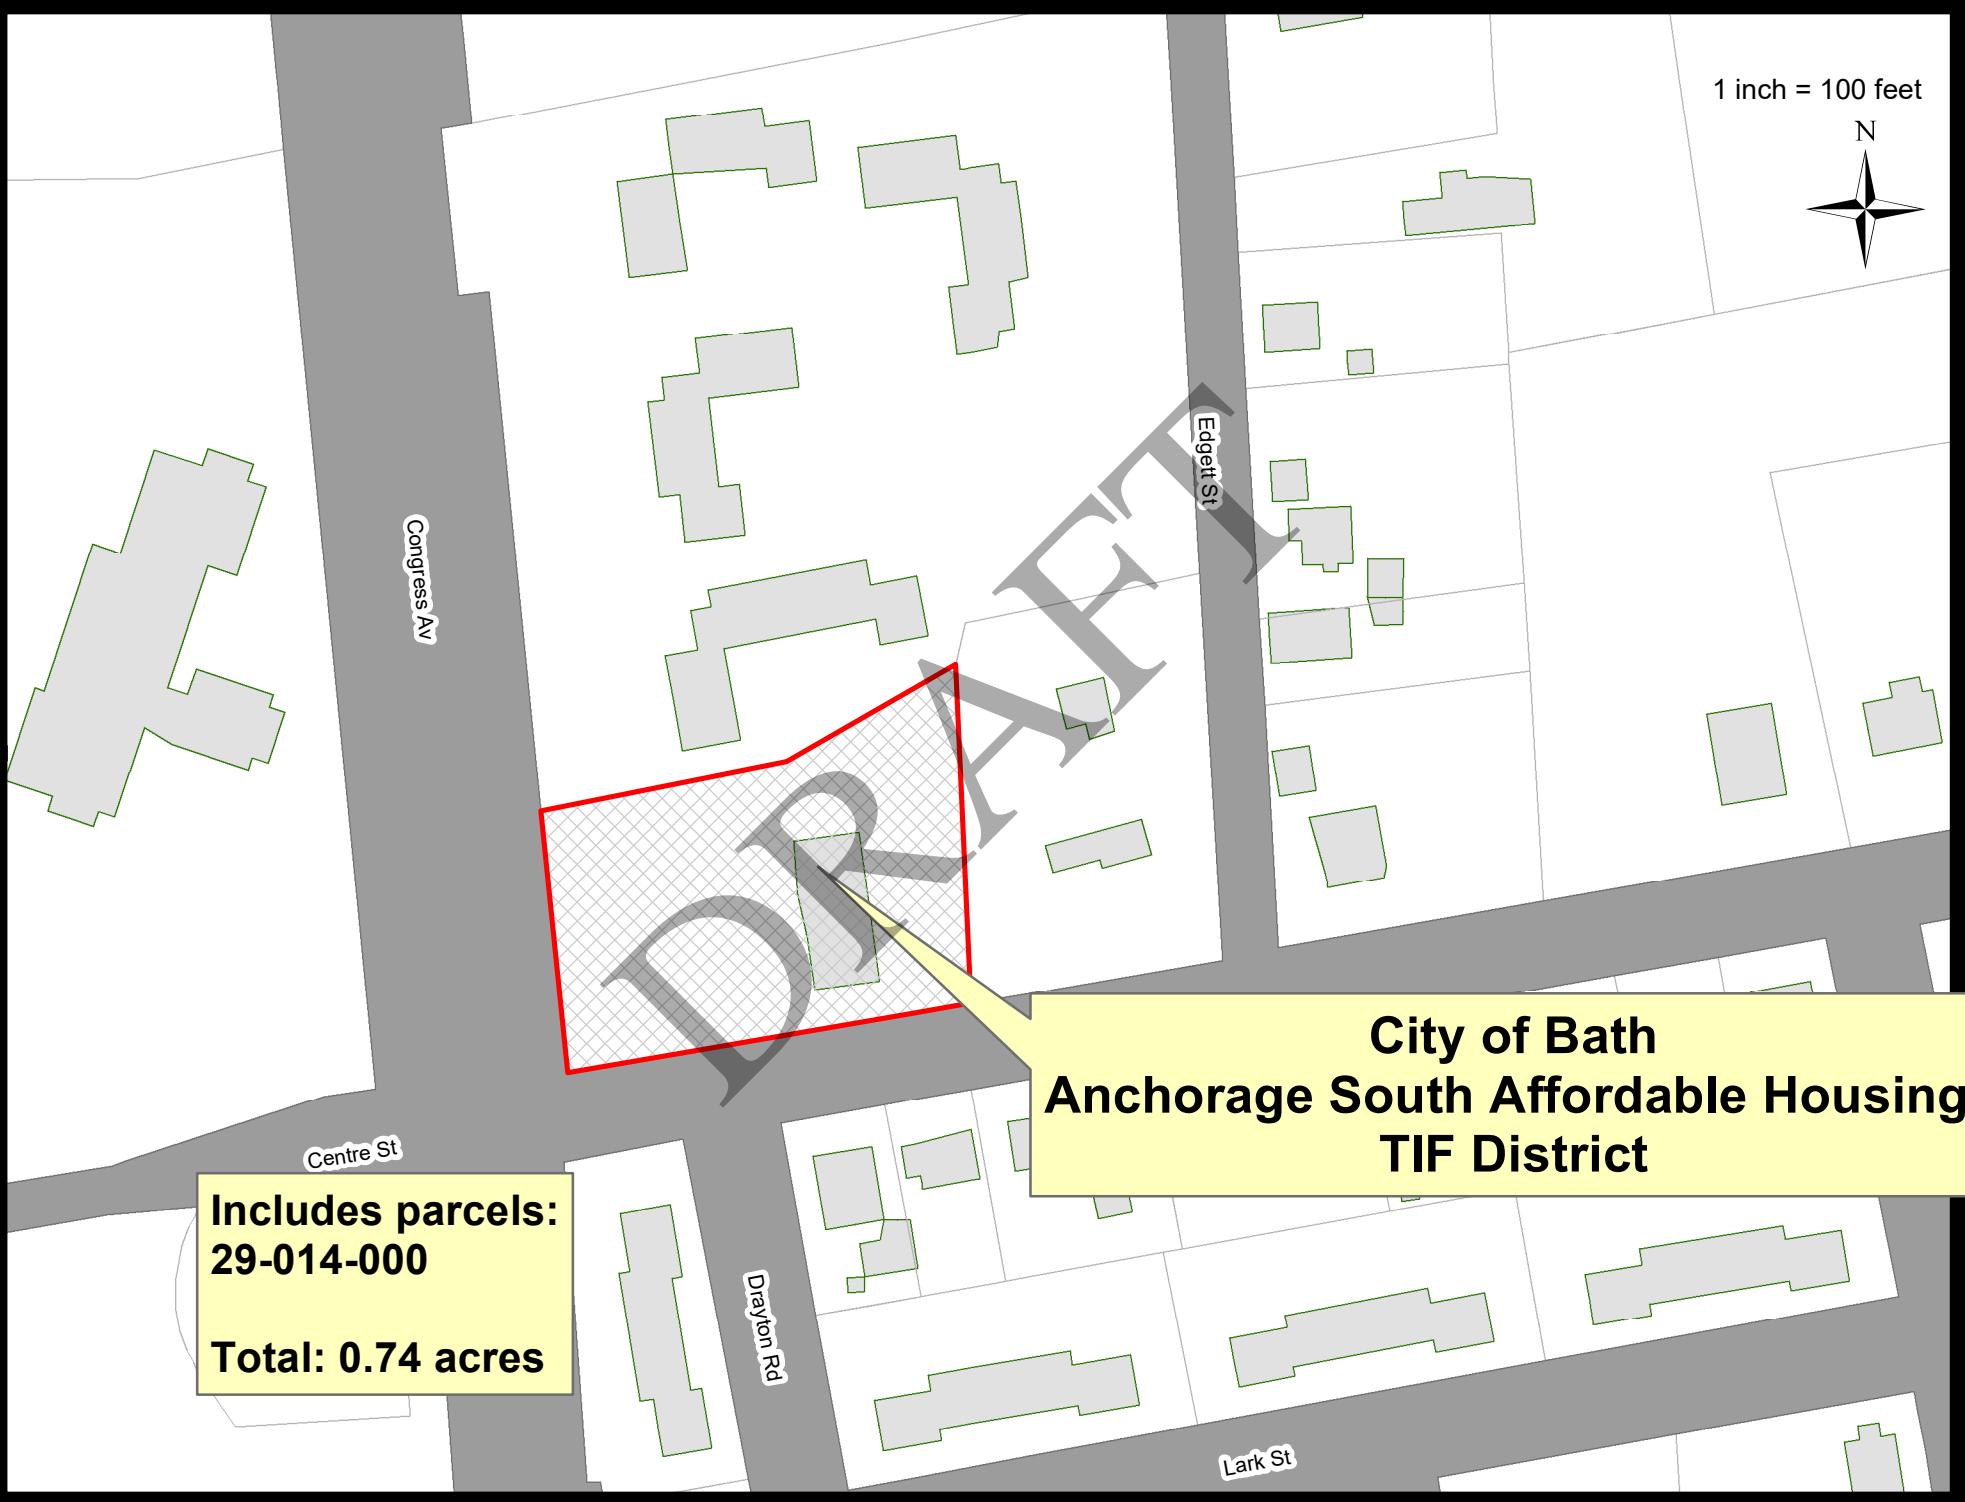 1 inch = 100 feet
N
Edgett St
Congress Av
DRAFT
City of Bath
Anchorage South Affordable Housing
TIF District
Centre St
Includes parcels:
29-014-000
Total: 0.74 acres
Drayton Rd
Lark St